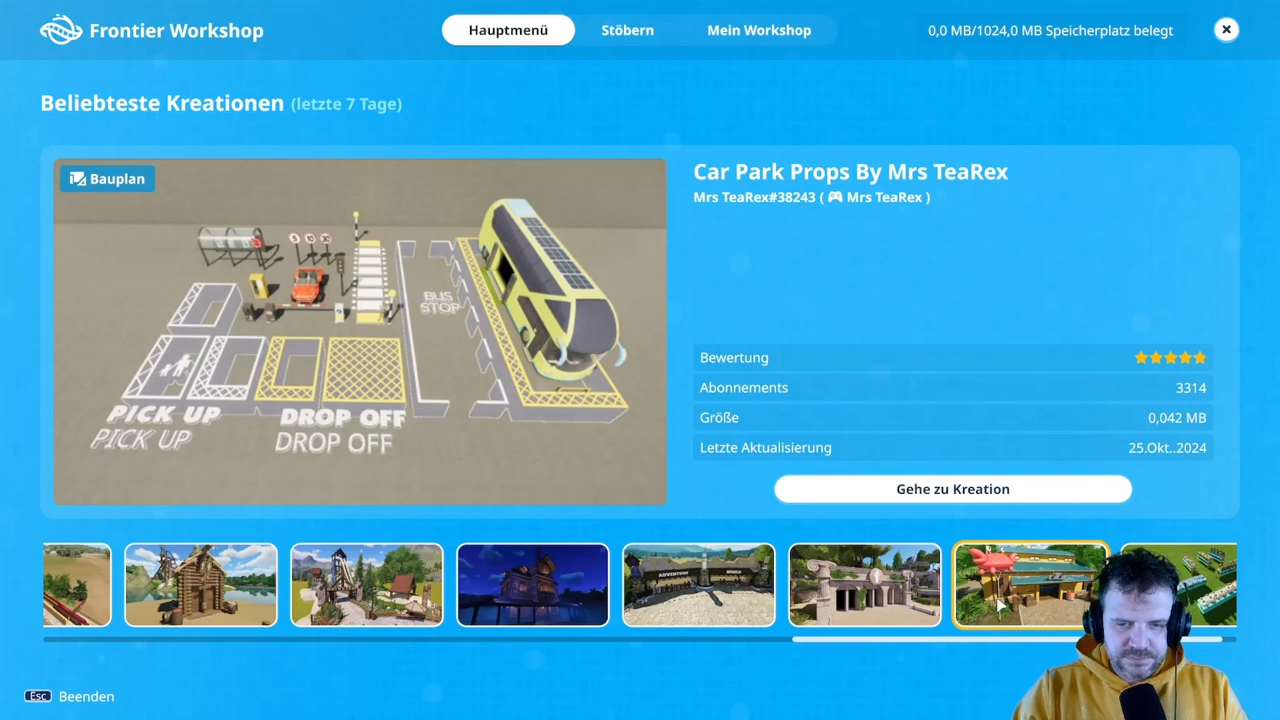 Frontier Workshop
Hauptmenü
Stöbern
Mein Workshop
0,0 MB/1024,0 MB Speicherplatz belegt
Beliebteste Kreationen (letzte 7 Tage)
Bauplan
BUS
STOP
PICK UP
DROP OFF
PICK UP
DROP OFF
Car Park Props By Mrs TeaRex
Mrs TeaRex#38243 ( Mrs TeaRex )
Bewertung
Abonnements 3314
Größe 0,042 MB
Letzte Aktualisierung 25.Okt..2024
Gehe zu Kreation
ADVENTURE WORLD
Esc Beenden